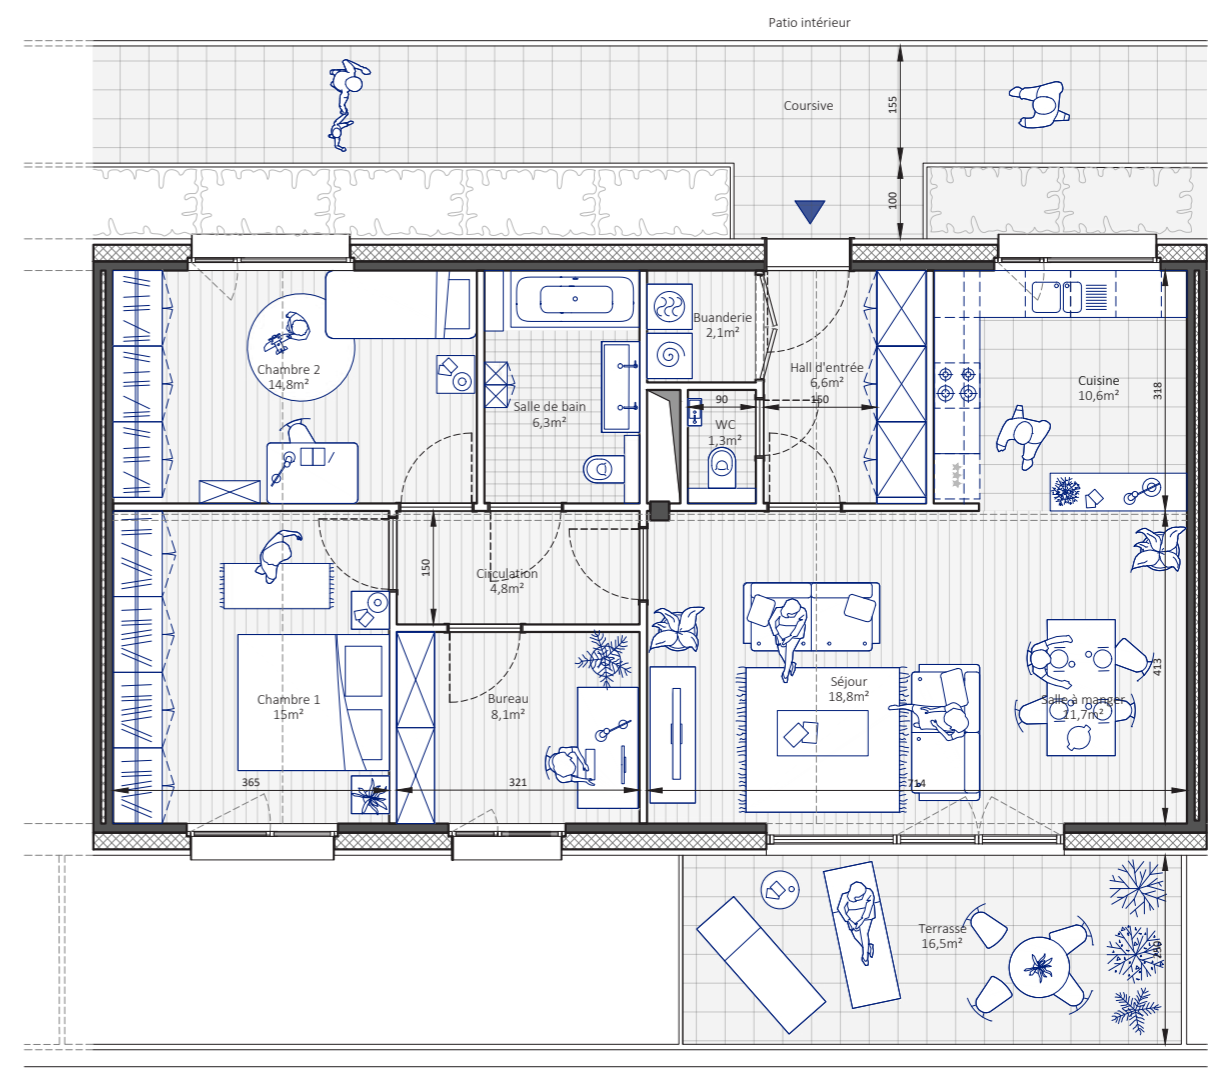 Patio intérieur
Coursive
155
100
Chambre 2
14,8m²
Salle de bain
6,3m²
Buanderie
2,1m²
90
WC
1,3m²
Hall d'entrée
6,6m²
160
Cuisine
10,6m²
318
150
Circulation
4,8m²
Chambre 1
15m²
365
Bureau
8,1m²
321
Séjour
18,8m²
714
Salle à manger
11,7m²
413
Terrasse
16,5m²